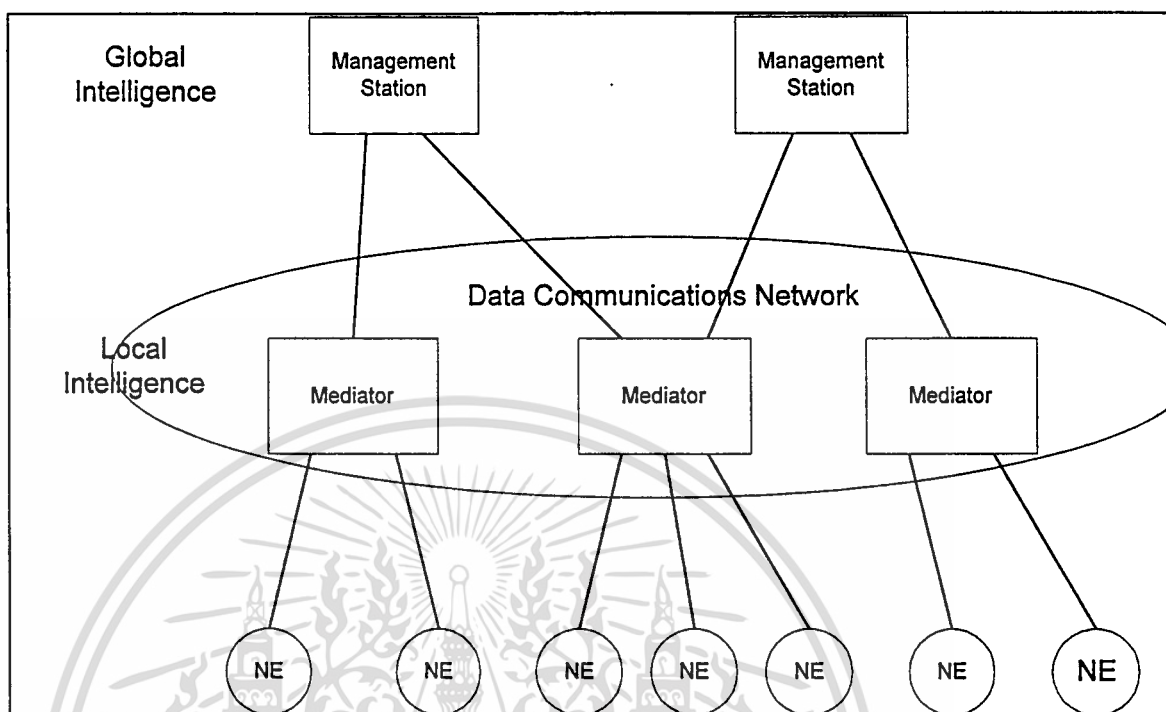 Global
Intelligence
Management
Station
Management
Station
Data Communications Network
Local
Intelligence
Mediator
Mediator
Mediator
NE
NE
NE
NE
NE
NE
NE